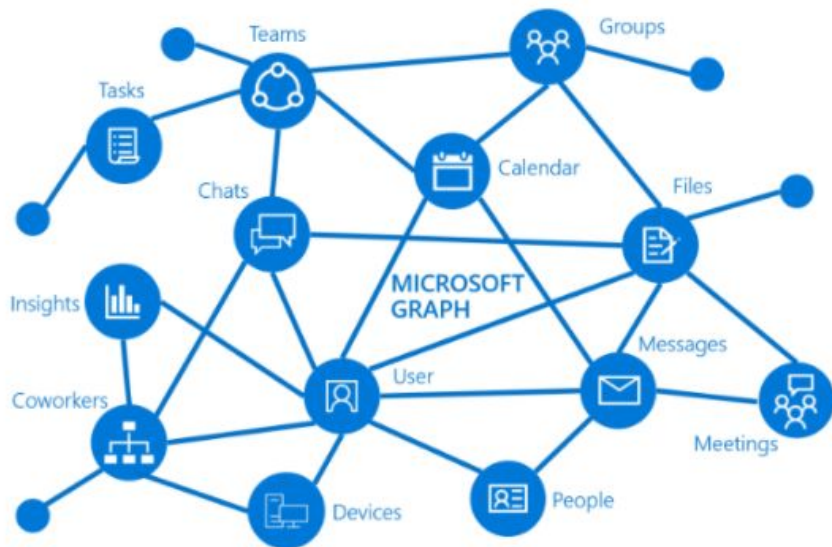 Teams
Groups
Tasks
Calendar
Chats
Files
MICROSOFT
GRAPH
Insights
Messages
User
Coworkers
Meetings
People
Devices